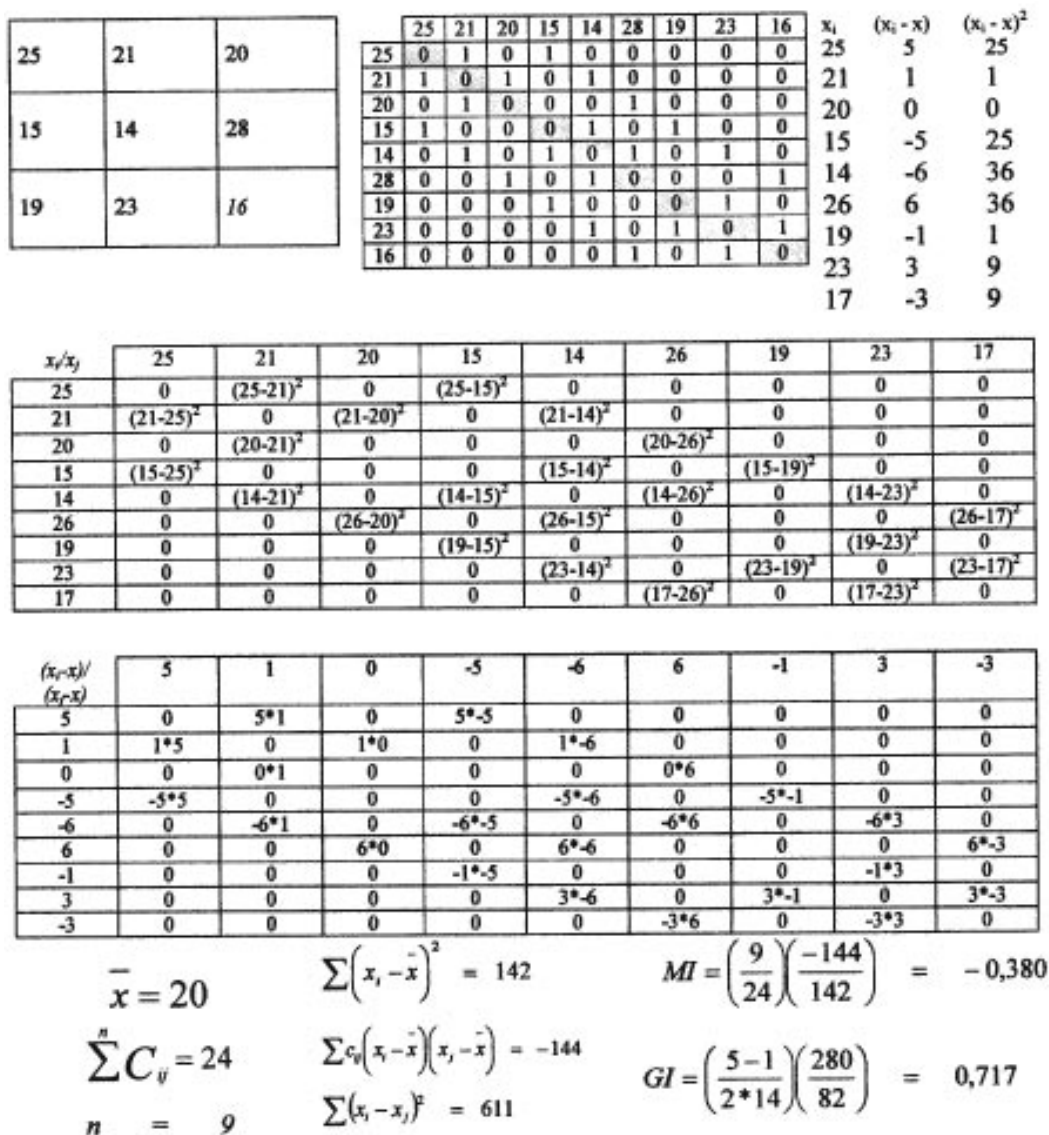 25 21 20
15 14 28
19 23 16
25 21 20 15 14 28 19 23 16
25 0 1 0 1 0 0 0 0 0
21 1 0 1 0 1 0 0 0 0
20 0 1 0 0 0 1 0 0 0
15 1 0 0 0 1 0 1 0 0
14 0 1 0 1 0 1 0 1 0
28 0 0 1 0 1 0 0 0 1
19 0 0 0 1 0 0 0 1 0
23 0 0 0 0 1 0 1 0 1
16 0 0 0 0 0 1 0 1 0
xᵢ (xᵢ - x) (xᵢ - x)²
25 5 25
21 1 1
20 0 0
15 -5 25
14 -6 36
26 6 36
19 -1 1
23 3 9
17 -3 9
xᵢ/xⱼ 25 21 20 15 14 26 19 23 17
25 0 (25-21)² 0 (25-15)² 0 0 0 0 0
21 (21-25)² 0 (21-20)² 0 (21-14)² 0 0 0 0
20 0 (20-21)² 0 0 0 (20-26)² 0 0 0
15 (15-25)² 0 0 0 (15-14)² 0 (15-19)² 0 0
14 0 (14-21)² 0 (14-15)² 0 (14-26)² 0 (14-23)² 0
26 0 0 (26-20)² 0 (26-15)² 0 0 0 (26-17)²
19 0 0 0 (19-15)² 0 0 0 (19-23)² 0
23 0 0 0 0 (23-14)² 0 (23-19)² 0 (23-17)²
17 0 0 0 0 0 (17-26)² 0 (17-23)² 0
(xᵢ-x)/ 5 1 0 -5 -6 6 -1 3 -3
(xⱼ-x)
5 0 5*1 0 5*-5 0 0 0 0 0
1 1*5 0 1*0 0 1*-6 0 0 0 0
0 0 0*1 0 0 0 0*6 0 0 0
-5 -5*5 0 0 0 -5*-6 0 -5*-1 0 0
-6 0 -6*1 0 -6*-5 0 -6*6 0 -6*3 0
6 0 0 6*0 0 6*-6 0 0 0 6*-3
-1 0 0 0 -1*-5 0 0 0 -1*3 0
3 0 0 0 0 3*-6 0 3*-1 0 3*-3
-3 0 0 0 0 0 -3*6 0 -3*3 0
x̄ = 20
∑(xᵢ - x̄)² = 142
MI = (9/24)(-144/142) = - 0,380
∑ⁿ Cᵢⱼ = 24
∑cᵢⱼ(xᵢ - x̄)(xⱼ - x̄) = -144
GI = (5-1/2*14)(280/82) = 0,717
n = 9
∑(xᵢ - xⱼ)² = 611